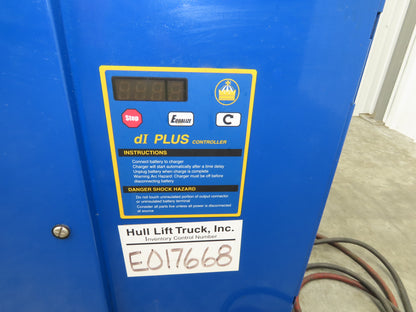 Stop
EQUALIZE
C
dI PLUS CONTROLLER
INSTRUCTIONS
Connect battery to charger
Charger will start automatically after a time delay
Unplug battery when charge is complete
Warning Arc Hazard: Charger must be off before
disconnecting battery
DANGER SHOCK HAZARD
Do not touch uninsulated portion of output connector
or uninsulated battery terminal
Consider all parts live unless all power is disconnected
at source
Hull Lift Truck, Inc.
Inventory Control Number
E017668